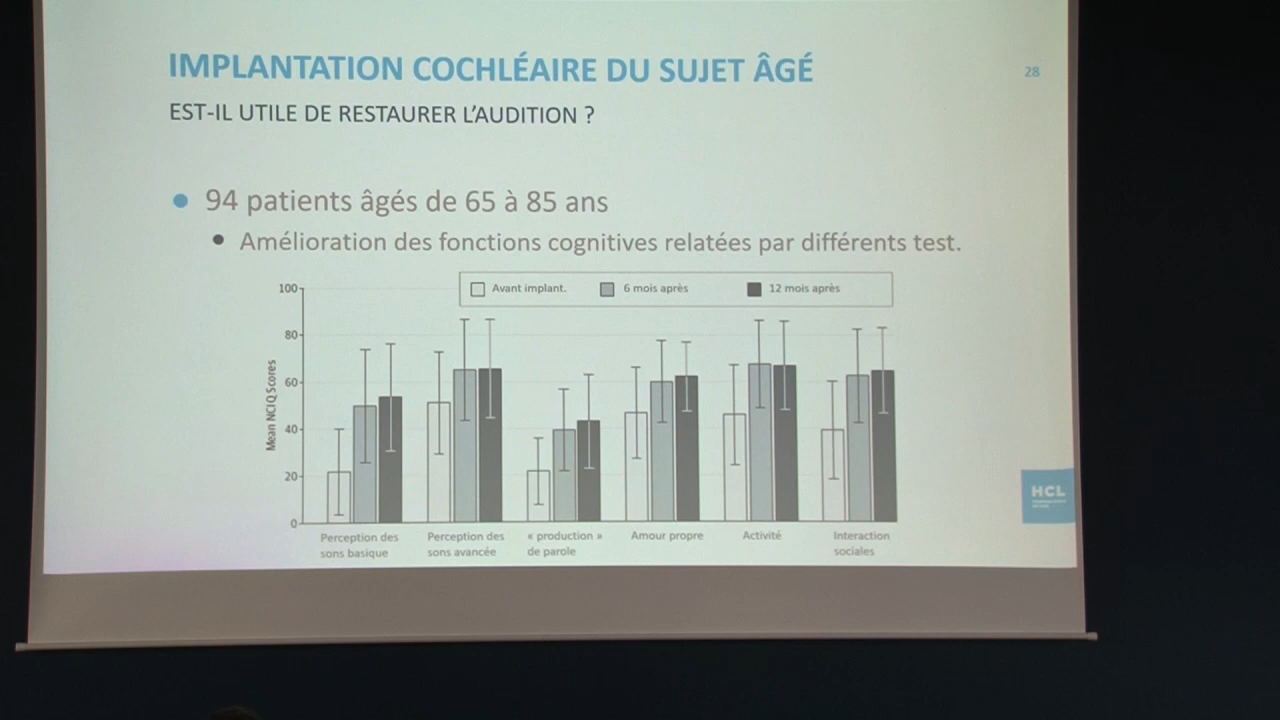 IMPLANTATION COCHLÉAIRE DU SUJET ÂGÉ
28
EST-IL UTILE DE RESTAURER L'AUDITION ?
94 patients âgés de 65 à 85 ans
Amélioration des fonctions cognitives relatées par différents test.
Avant implant.
6 mois après
12 mois après
Mean NCIQ Scores
100
80
60
40
20
0
Perception des
sons basique
Perception des
sons avancée
« production »
de parole
Amour propre
Activité
Interaction
sociales
HCL